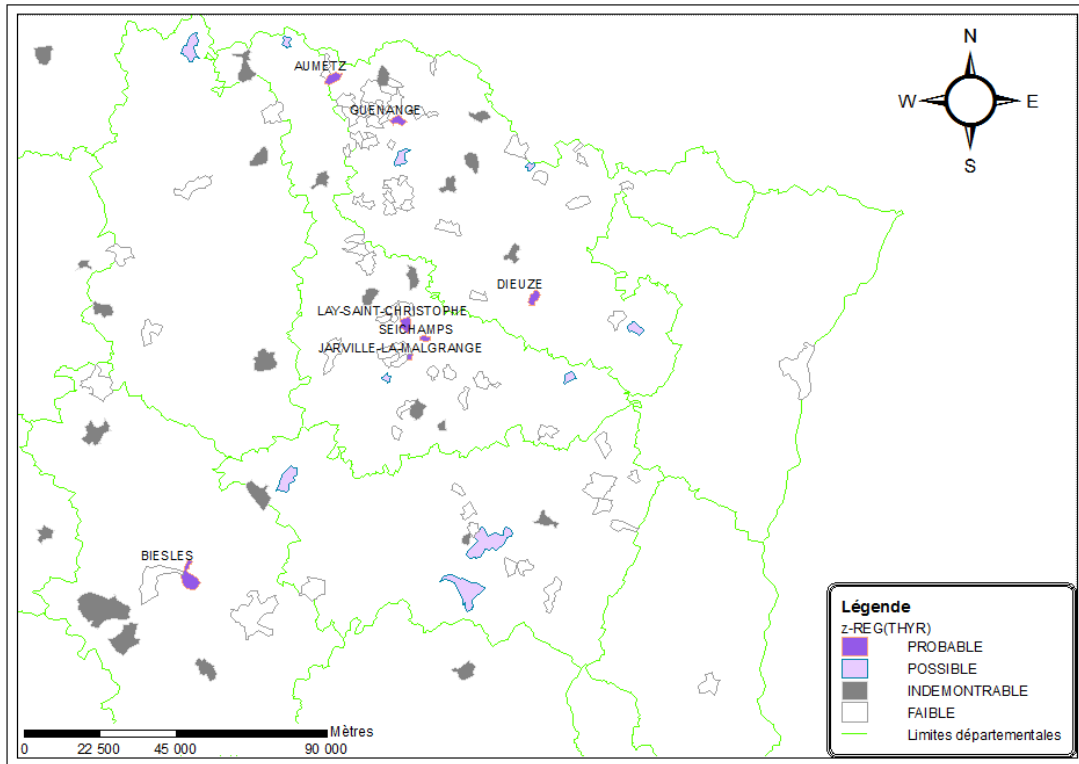 N
W
E
S
AUMETZ
GUENANGE
DIEUZE
LAY-SAINT-CHRISTOPHE
SEICHAMPS
JARVILLE-LA-MALGRANGE
BIESLES
Légende
z-REG(THYR)
PROBABLE
POSSIBLE
INDEMONTRABLE
FAIBLE
Limites départementales
Mètres
0 22 500 45 000 90 000